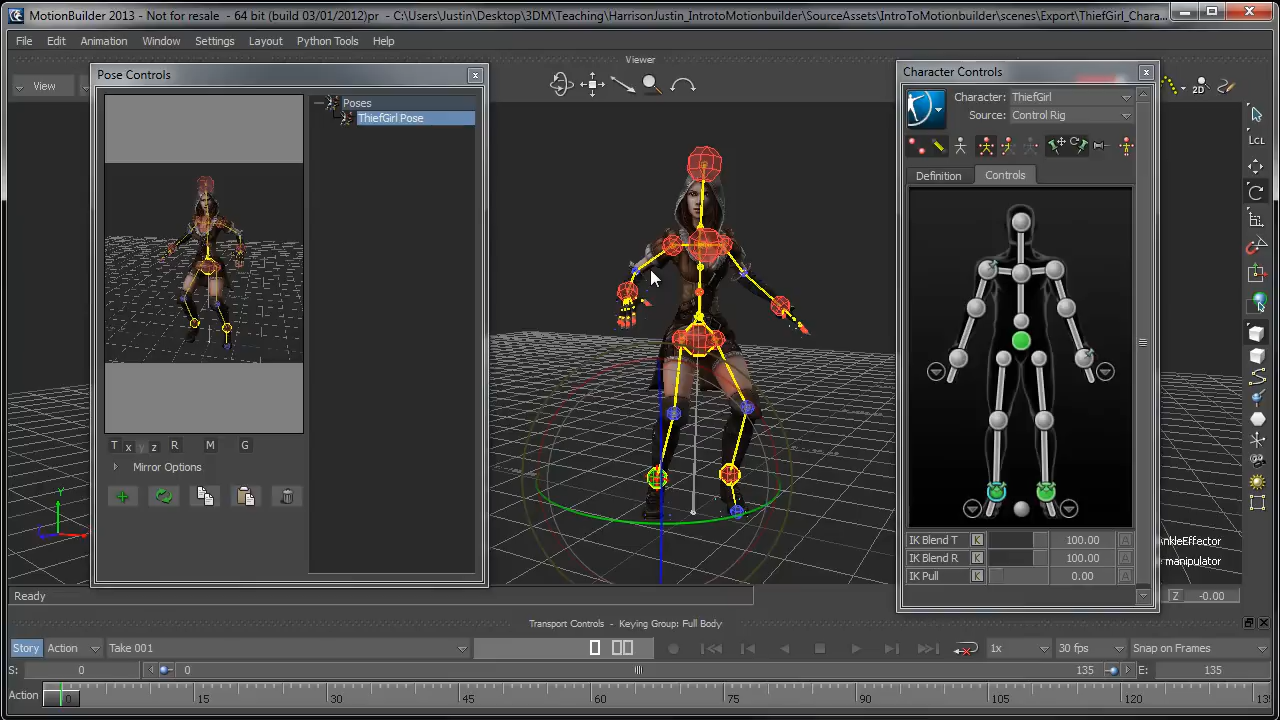 MotionBuilder 2013 - Not for resale - 64 bit (build 03/01/2012)pr - C:\Users\Justin\Desktop\3DM\Teaching\HarrisonJustin_IntrotoMotionbuilder\SourceAssets\IntroToMotionbuilder\scenes\Export\ThiefGirl_Chara...
File Edit Animation Window Settings Layout Python Tools Help
Viewer
View
Pose Controls
Poses
ThiefGirl Pose
T x y z R M G
Mirror Options
Character Controls
Character: ThiefGirl
Source: Control Rig
Definition Controls
IK Blend T K 100.00 A
IK Blend R K 100.00 A
IK Pull K 0.00 A
2D
LCL
AnkleEffector
manipulator
Y
Ready
Z -0.00
Transport Controls - Keying Group: Full Body
Story Action Take 001 1x 30 fps Snap on Frames
S: 0 0 135 E: 135
Action 0 15 30 45 60 75 90 105 120 13